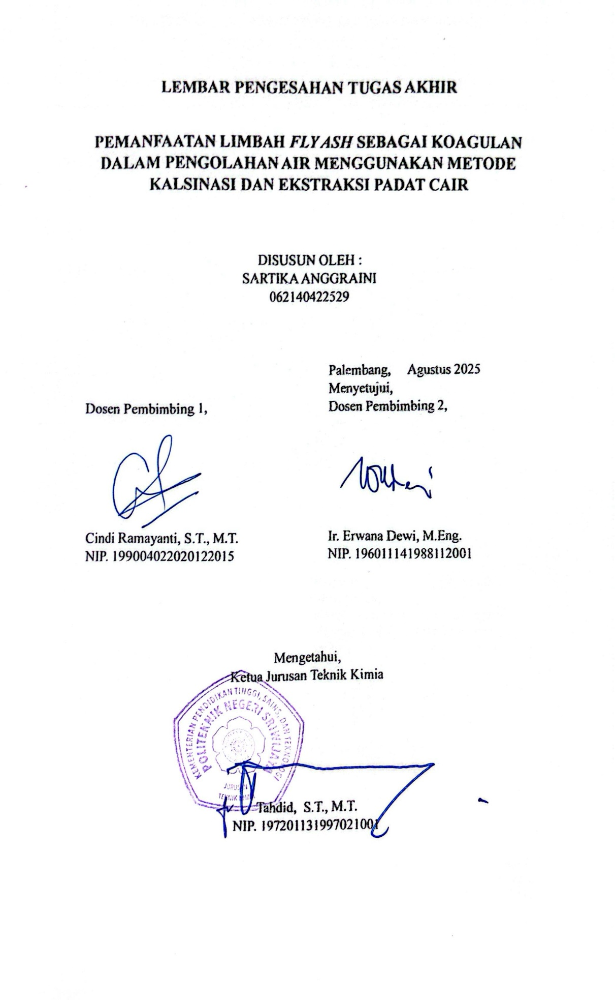 LEMBAR PENGESAHAN TUGAS AKHIR
PEMANFAATAN LIMBAH FLY ASH SEBAGAI KOAGULAN
DALAM PENGOLAHAN AIR MENGGUNAKAN METODE
KALSINASI DAN EKSTRAKSI PADAT CAIR
DISUSUN OLEH :
SARTIKA ANGGRAINI
062140422529
Palembang, Agustus 2025
Menyetujui,
Dosen Pembimbing 1,
Dosen Pembimbing 2,
Cindi Ramayanti, S.T., M.T.
NIP. 199004022020122015
Ir. Erwana Dewi, M.Eng.
NIP. 196011141988112001
Mengetahui,
Ketua Jurusan Teknik Kimia
KEMENTERIAN PENDIDIKAN TINGGI, SAINS, DAN TEKNOLOGI
POLITEKNIK NEGERI SRIWIJAYA
JURUSAN
TEKNIK KIMIA
Tahdid, S.T., M.T.
NIP. 197201131997021001